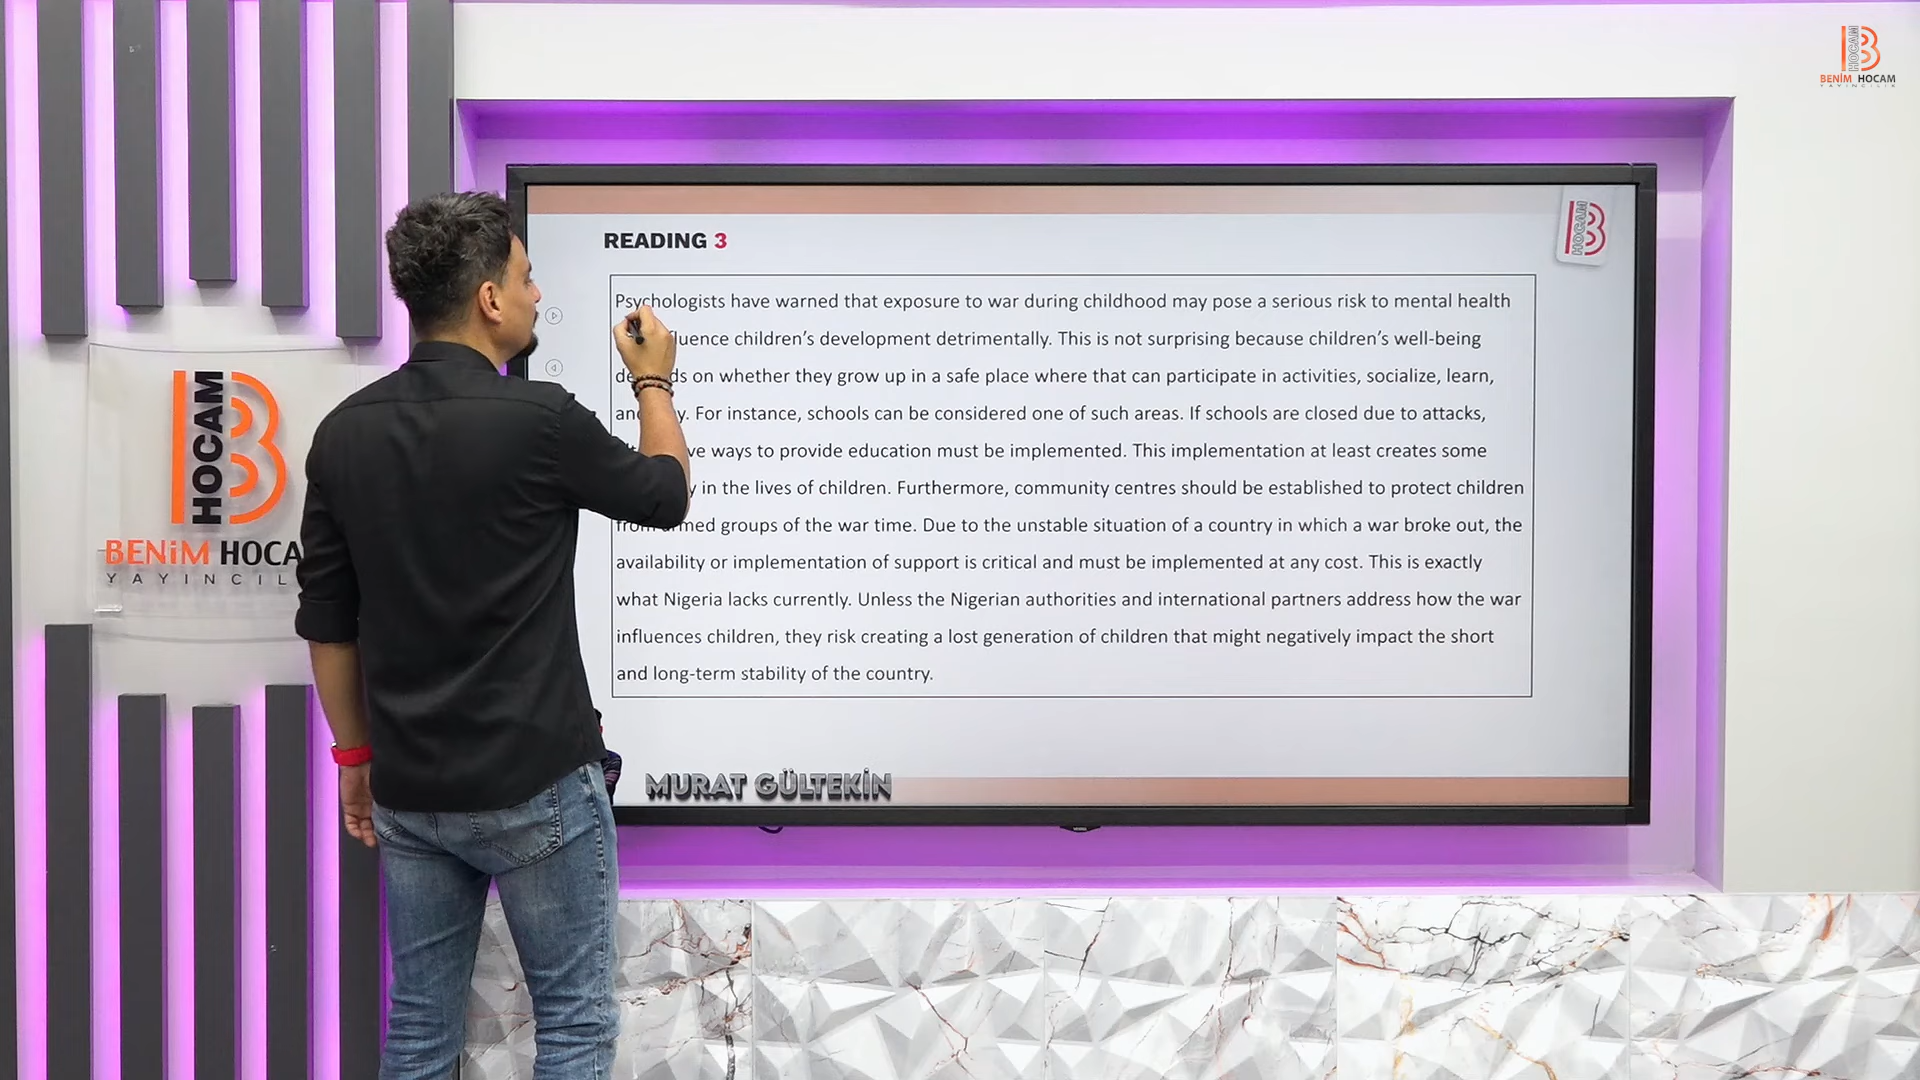 HOCAM
BENİM HOCAM
YAYINCILIK
HOCAM
READING 3
Psychologists have warned that exposure to war during childhood may pose a serious risk to mental health
children's development detrimentally. This is not surprising because children's well-being
on whether they grow up in a safe place where that can participate in activities, socialize, learn,
For instance, schools can be considered one of such areas. If schools are closed due to attacks,
ways to provide education must be implemented. This implementation at least creates some
in the lives of children. Furthermore, community centres should be established to protect children
from armed groups of the war time. Due to the unstable situation of a country in which a war broke out, the
availability or implementation of support is critical and must be implemented at any cost. This is exactly
what Nigeria lacks currently. Unless the Nigerian authorities and international partners address how the war
influences children, they risk creating a lost generation of children that might negatively impact the short
and long-term stability of the country.
HOCAM
BENİM HOCA
YAYINCIL
MURAT GÜLTEKİN